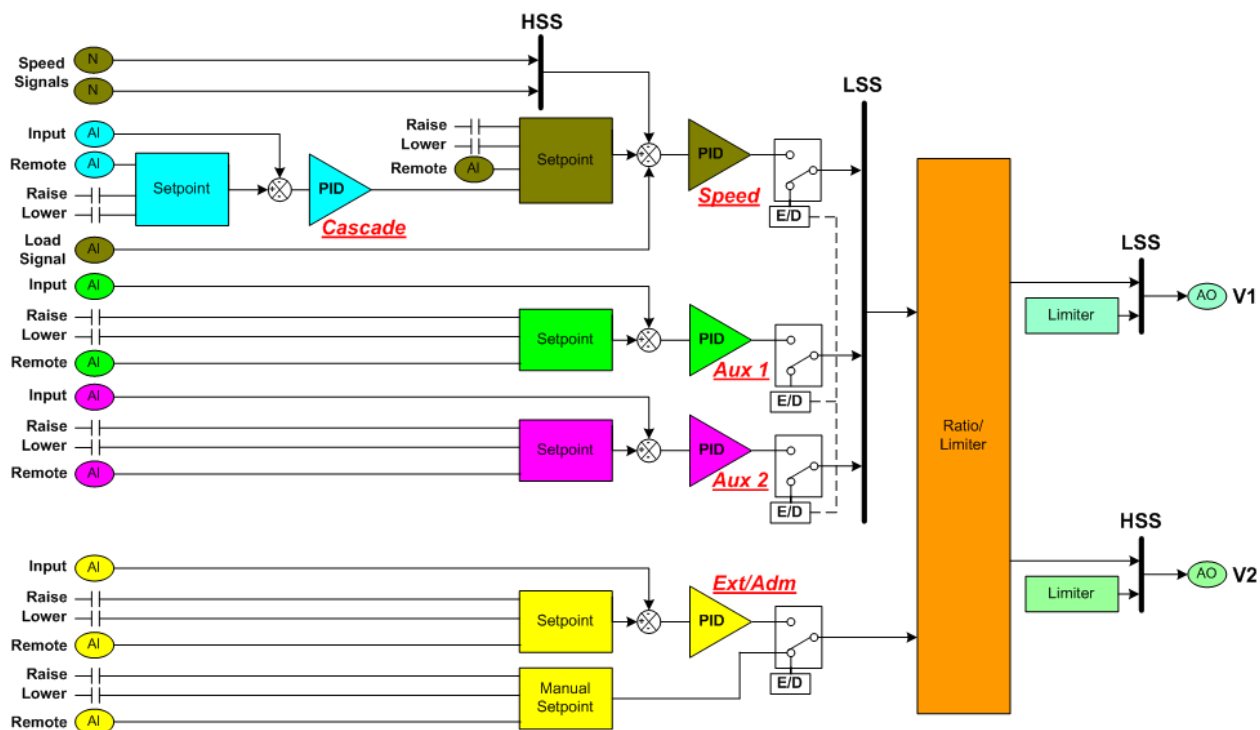 HSS
Speed
Signals
N
N
LSS
Input
AI
Remote
AI
Raise
Lower
Setpoint
PID
Cascade
Raise
Lower
Remote
AI
Setpoint
PID
Speed
E/D
Load
Signal
AI
Input
AI
Raise
Lower
Remote
AI
Setpoint
PID
Aux 1
E/D
Input
AI
Raise
Lower
Remote
AI
Setpoint
PID
Aux 2
E/D
Input
AI
Raise
Lower
Remote
AI
Setpoint
PID
Ext/Adm
Raise
Lower
Remote
AI
Manual
Setpoint
E/D
Ratio/
Limiter
LSS
Limiter
AO
V1
HSS
Limiter
AO
V2